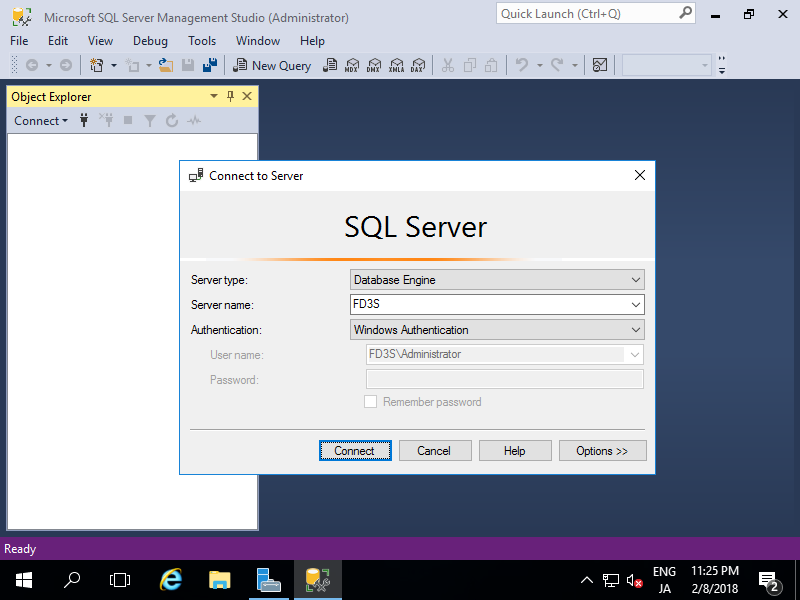 Microsoft SQL Server Management Studio (Administrator)
Quick Launch (Ctrl+Q)
File Edit View Debug Tools Window Help
New Query MDX DMX XMLA DAX
Object Explorer
Connect
Connect to Server
SQL Server
Server type: Database Engine
Server name: FD3S
Authentication: Windows Authentication
User name: FD3S\Administrator
Password:
Remember password
Connect Cancel Help Options >>
Ready
ENG 11:25 PM
JA 2/8/2018 2